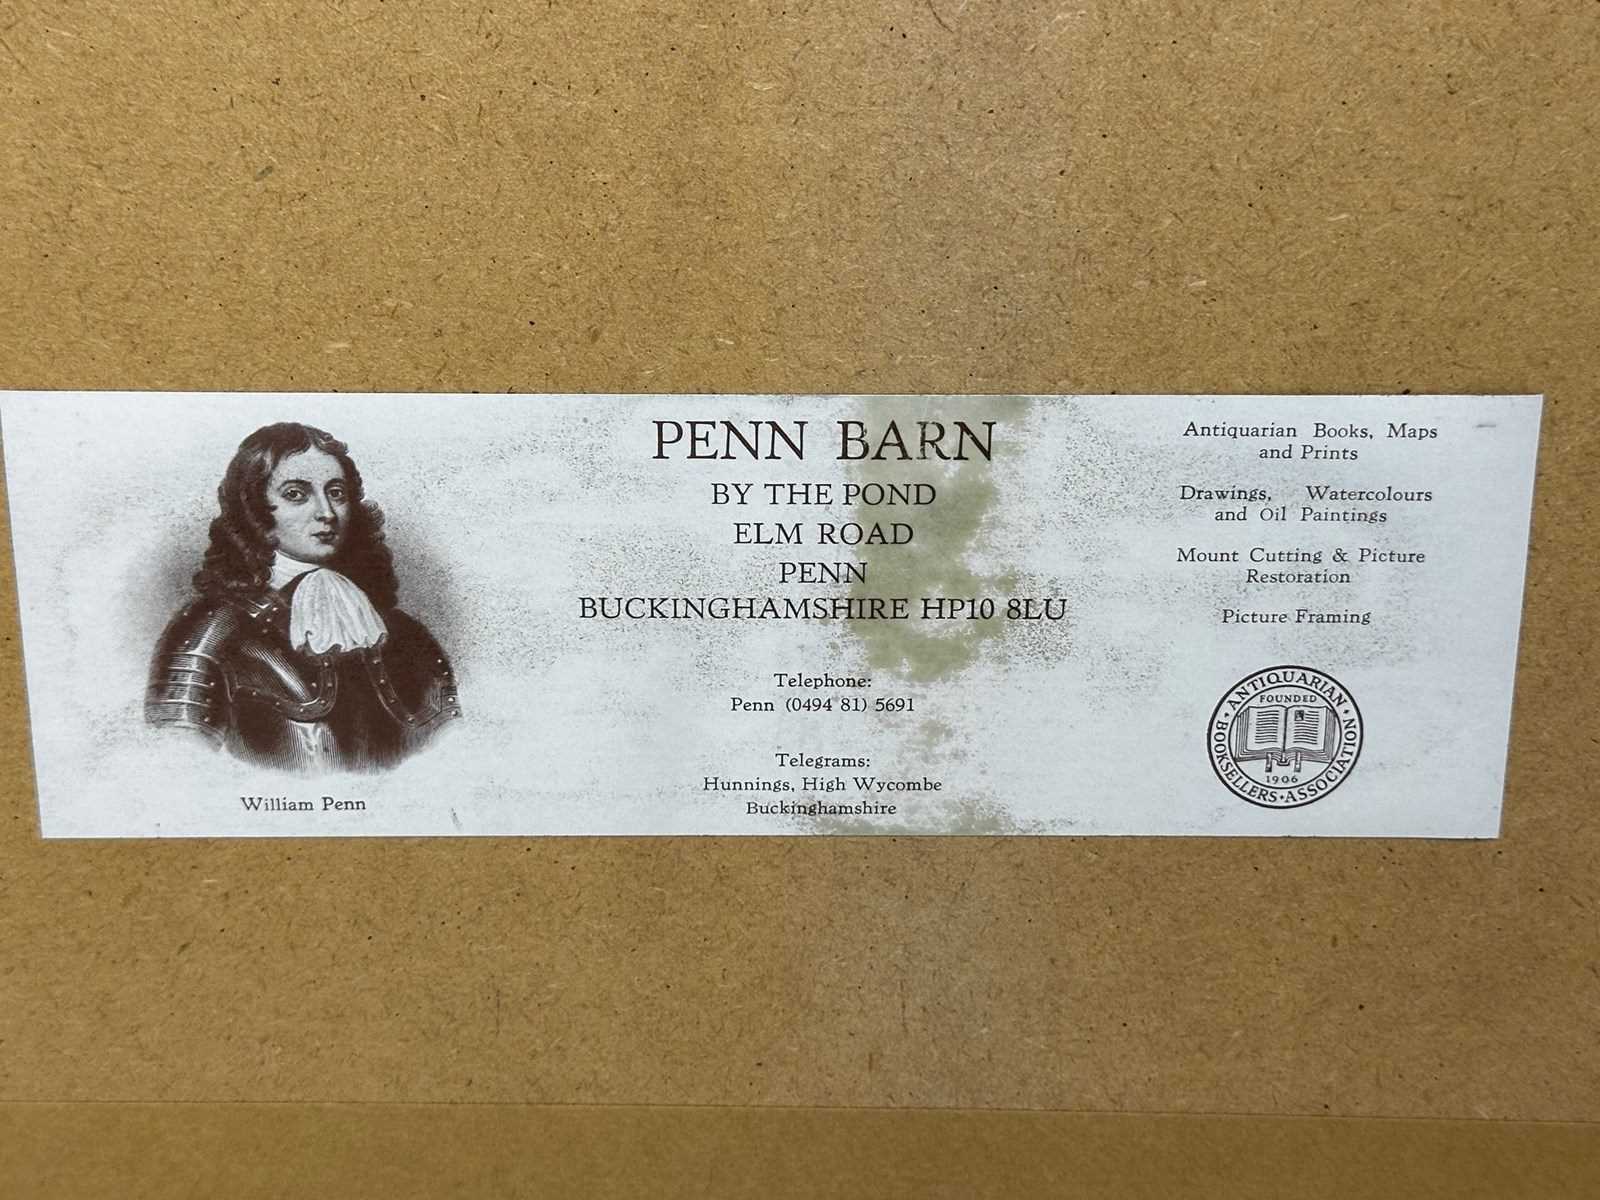 PENN BARN
BY THE POND
ELM ROAD
PENN
BUCKINGHAMSHIRE HP10 8LU
Telephone:
Penn (0494 81) 5691
Telegrams:
Hunnings, High Wycombe
Buckinghamshire
William Penn
Antiquarian Books, Maps
and Prints
Drawings, Watercolours
and Oil Paintings
Mount Cutting & Picture
Restoration
Picture Framing
ANTIQUARIAN · BOOKSELLERS · ASSOCIATION ·
FOUNDED
1906